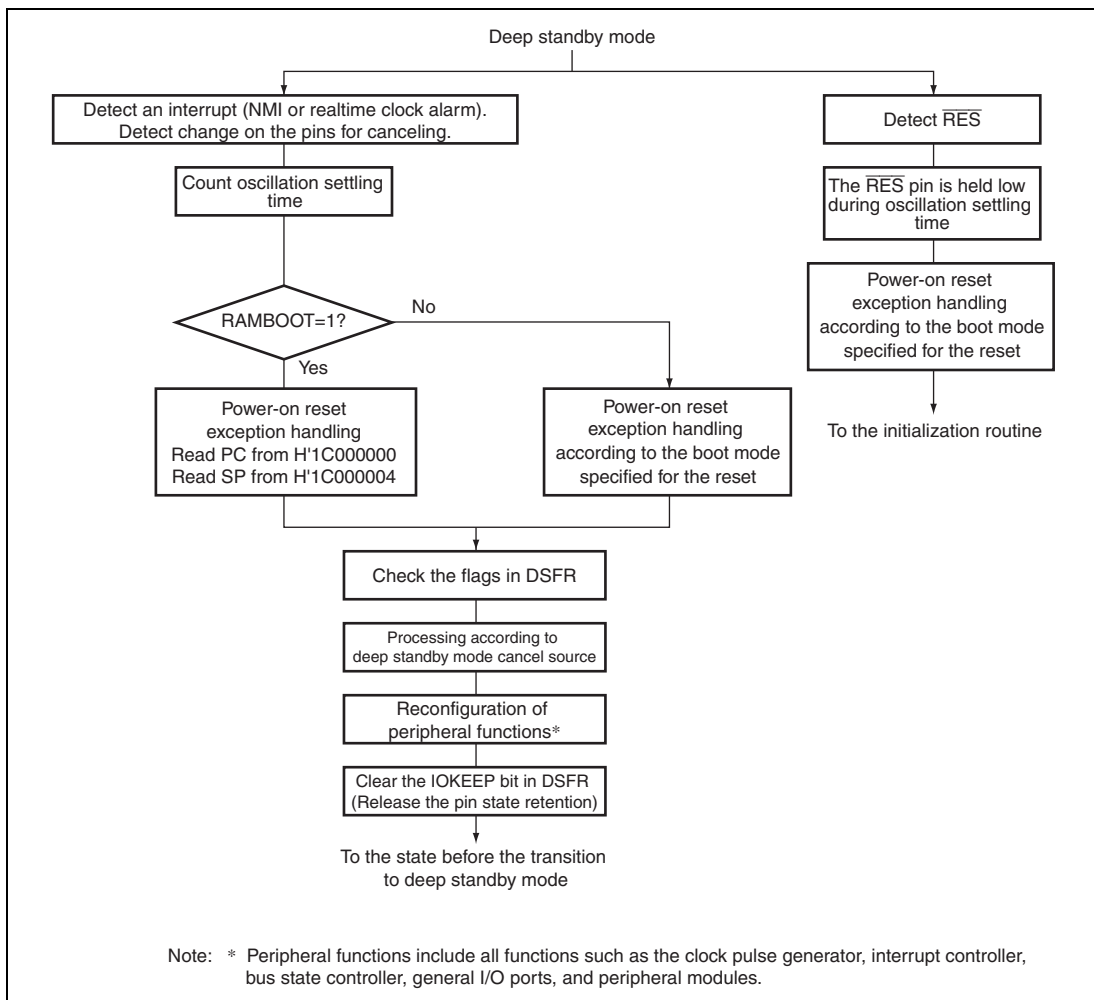 Deep standby mode
Detect an interrupt (NMI or realtime clock alarm).
Detect change on the pins for canceling.
Count oscillation settling
time
RAMBOOT=1?
No
Yes
Power-on reset
exception handling
Read PC from H'1C000000
Read SP from H'1C000004
Power-on reset
exception handling
according to the boot mode
specified for the reset
Detect R̅E̅S̅
The R̅E̅S̅ pin is held low
during oscillation settling
time
Power-on reset
exception handling
according to the boot mode
specified for the reset
To the initialization routine
Check the flags in DSFR
Processing according to
deep standby mode cancel source
Reconfiguration of
peripheral functions*
Clear the IOKEEP bit in DSFR
(Release the pin state retention)
To the state before the transition
to deep standby mode
Note: * Peripheral functions include all functions such as the clock pulse generator, interrupt controller,
bus state controller, general I/O ports, and peripheral modules.